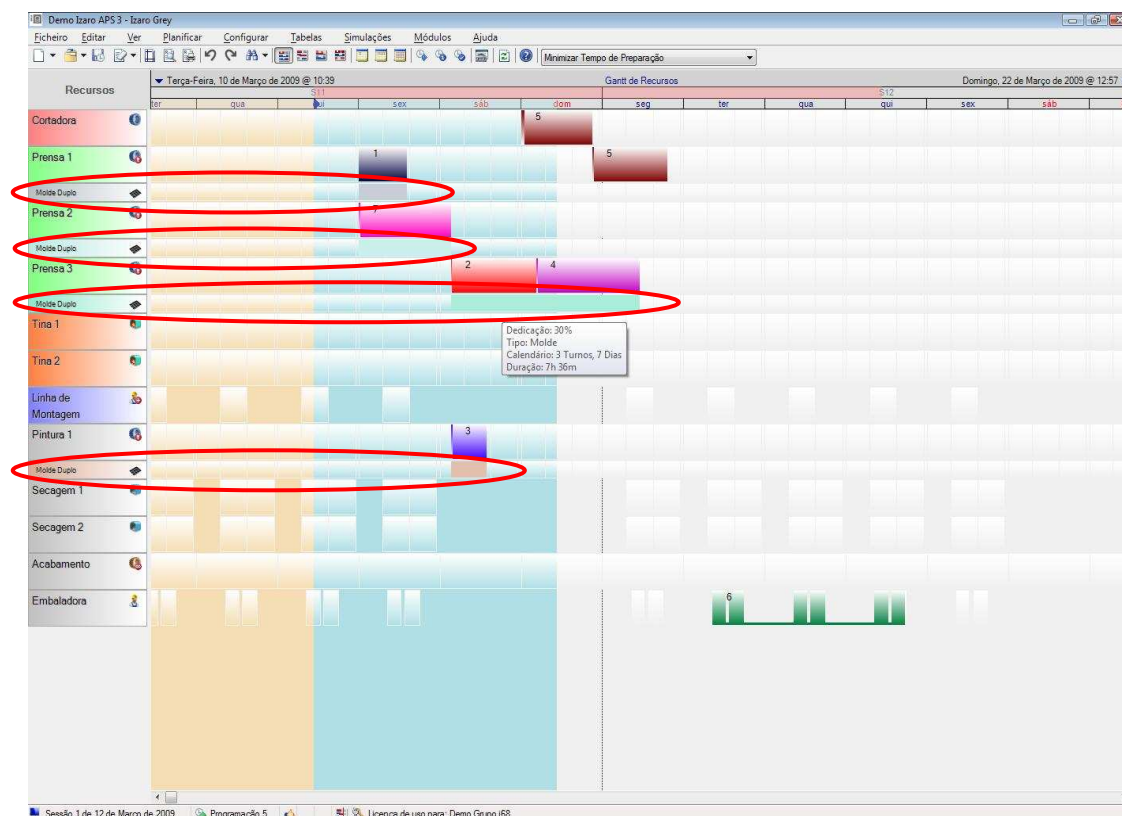 Demo Izaro APS 3 - Izaro Grey
Ficheiro Editar Ver Planificar Configurar Tabelas Simulações Módulos Ajuda
Minimizar Tempo de Preparação
Recursos
Terça-Feira, 10 de Março de 2009 @ 10:39 Gantt de Recursos Domingo, 22 de Março de 2009 @ 12:57
S11 S12
ter qua qui sex sáb dom seg ter qua qui sex sáb
Cortadora 5
Prensa 1 1 5
Molde Duplo
Prensa 2
Molde Duplo
Prensa 3 2 4
Molde Duplo
Tina 1
Dedicação: 30%
Tipo: Molde
Calendário: 3 Turnos, 7 Dias
Duração: 7h 36m
Tina 2
Linha de
Montagem
Pintura 1 3
Molde Duplo
Secagem 1
Secagem 2
Acabamento
Embaladora 6
Sessão 1 de 12 de Março de 2009 Programação 5 Licença de uso para: Demo Grupo i68